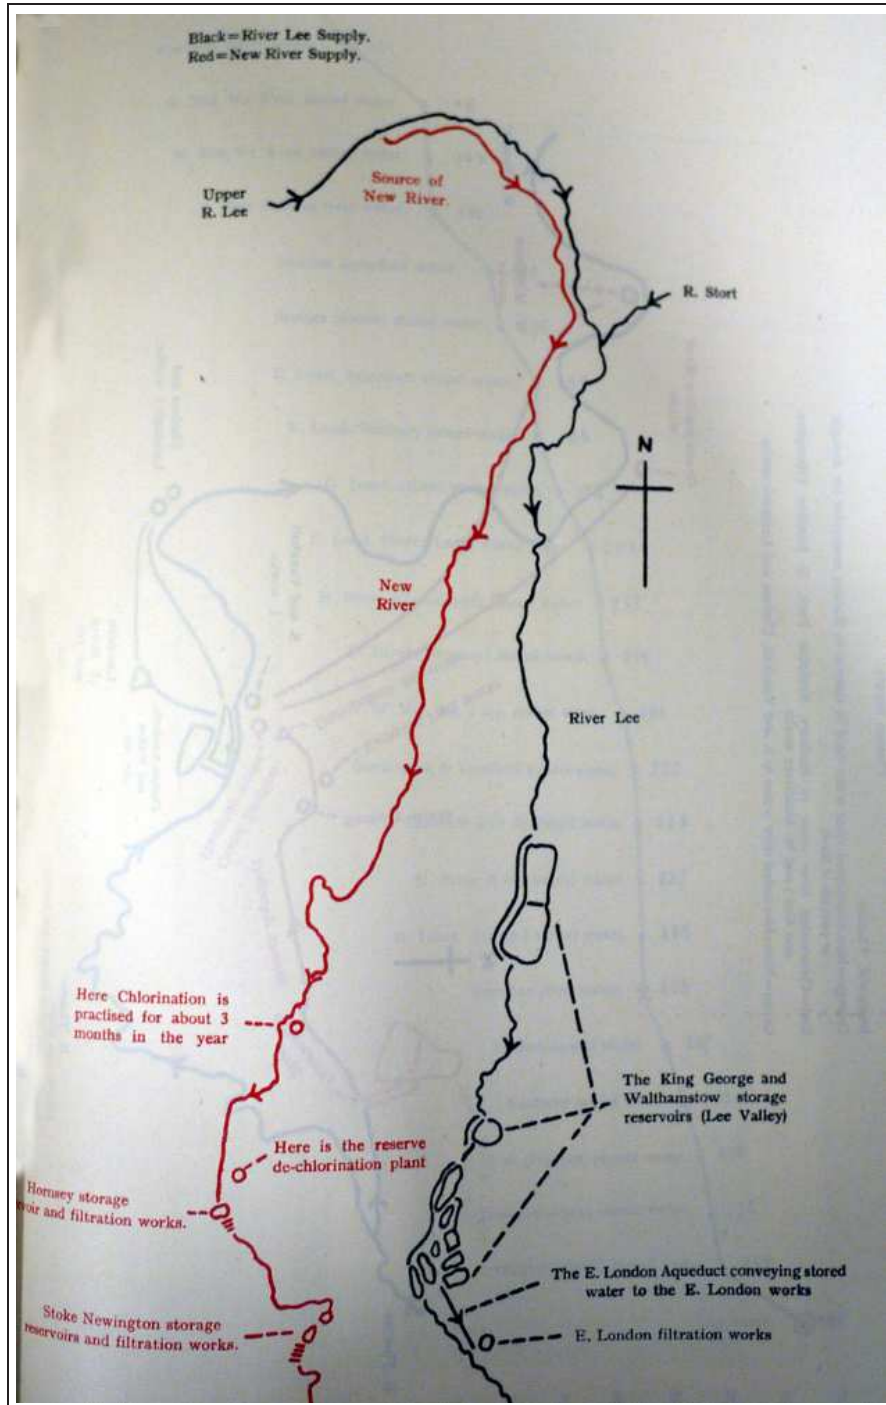 Black=River Lee Supply.
Red=New River Supply.
Upper
R. Lee
Source of
New River.
R. Stort
N
New
River
River Lee
Here Chlorination is
practised for about 3
months in the year
The King George and
Walthamstow storage
reservoirs (Lee Valley)
Here is the reserve
de-chlorination plant
Hornsey storage
voir and filtration works.
The E. London Aqueduct conveying stored
water to the E. London works
Stoke Newington storage
reservoirs and filtration works.
E. London filtration works